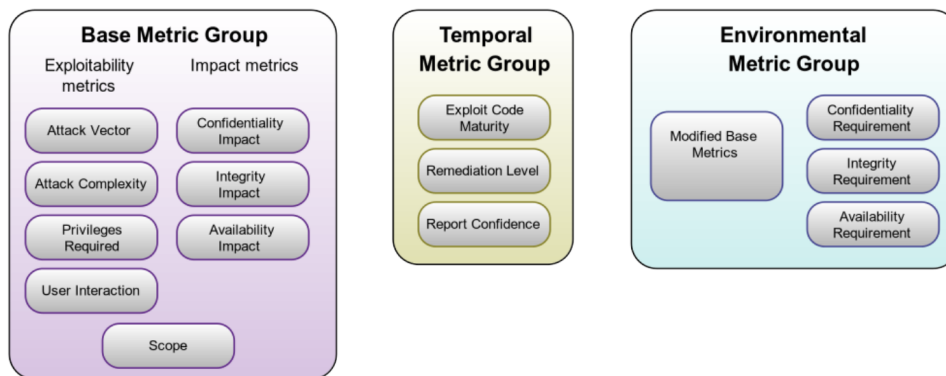 Base Metric Group
Exploitability
metrics
Impact metrics
Attack Vector
Attack Complexity
Privileges
Required
User Interaction
Confidentiality
Impact
Integrity
Impact
Availability
Impact
Scope
Temporal
Metric Group
Exploit Code
Maturity
Remediation Level
Report Confidence
Environmental
Metric Group
Modified Base
Metrics
Confidentiality
Requirement
Integrity
Requirement
Availability
Requirement